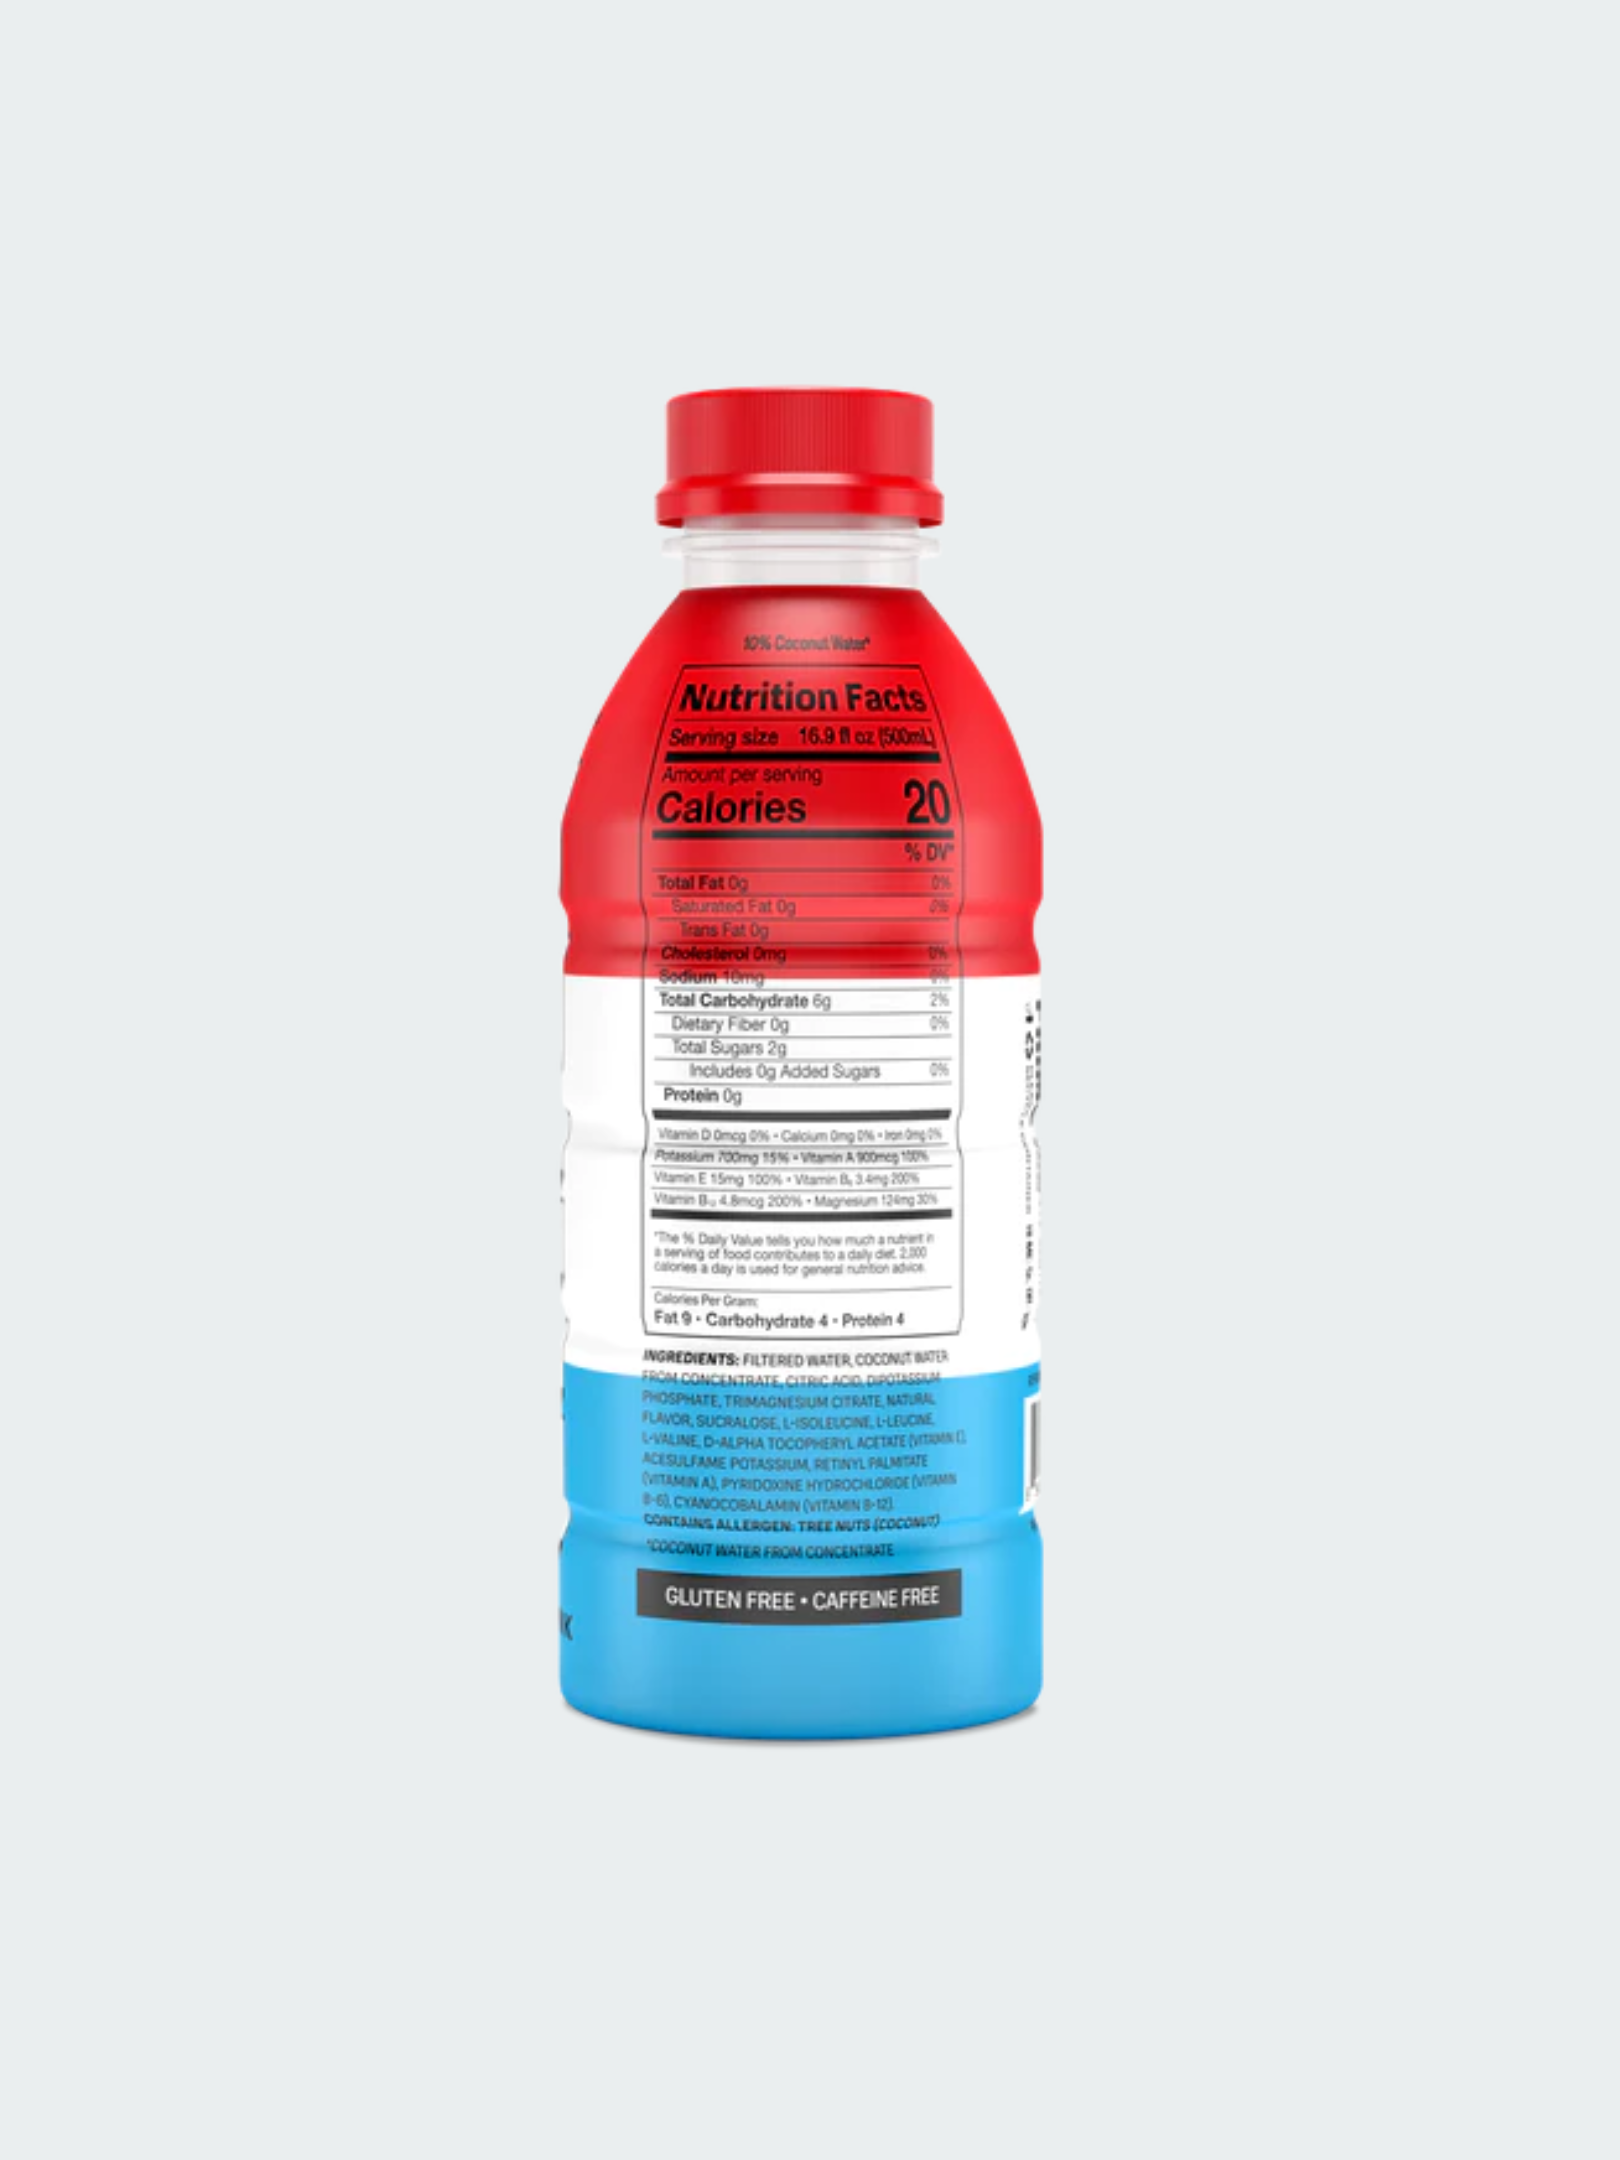 10% Coconut Water*
Nutrition Facts
Serving size 16.9 fl oz (500mL)
Amount per serving
Calories 20
% DV*
Total Fat 0g 0%
Saturated Fat 0g 0%
Trans Fat 0g
Cholesterol 0mg 0%
Sodium 10mg 0%
Total Carbohydrate 6g 2%
Dietary Fiber 0g 0%
Total Sugars 2g
Includes 0g Added Sugars 0%
Protein 0g
Vitamin D 0mcg 0% • Calcium 0mg 0% • Iron 0mg 0%
Potassium 700mg 15% • Vitamin A 900mcg 100%
Vitamin E 15mg 100% • Vitamin B₆ 3.4mg 200%
Vitamin B₁₂ 4.8mcg 200% • Magnesium 124mg 30%
*The % Daily Value tells you how much a nutrient in
a serving of food contributes to a daily diet. 2,000
calories a day is used for general nutrition advice.
Calories Per Gram:
Fat 9 • Carbohydrate 4 • Protein 4
INGREDIENTS: FILTERED WATER, COCONUT WATER
FROM CONCENTRATE, CITRIC ACID, DIPOTASSIUM
PHOSPHATE, TRIMAGNESIUM CITRATE, NATURAL
FLAVOR, SUCRALOSE, L-ISOLEUCINE, L-LEUCINE,
L-VALINE, D-ALPHA TOCOPHERYL ACETATE (VITAMIN E),
ACESULFAME POTASSIUM, RETINYL PALMITATE
(VITAMIN A), PYRIDOXINE HYDROCHLORIDE (VITAMIN
B-6), CYANOCOBALAMIN (VITAMIN B-12).
CONTAINS ALLERGEN: TREE NUTS (COCONUT)
*COCONUT WATER FROM CONCENTRATE
GLUTEN FREE • CAFFEINE FREE